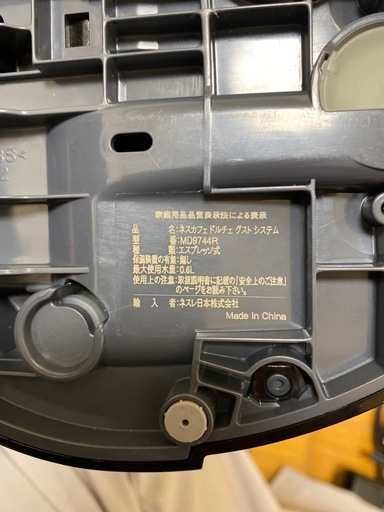 家庭用品品質表示法による表示
品 名:ネスカフェ ドルチェ グスト システム
型 番:MD9744R
種 類:エスプレッソ式
保温装置の有無:無し
最大使用水量:0.6L
使用上の注意:取扱説明書に記載の「安全上のご注意」
のページをお読み下さい。
輸 入 者:ネスレ日本株式会社
Made in China